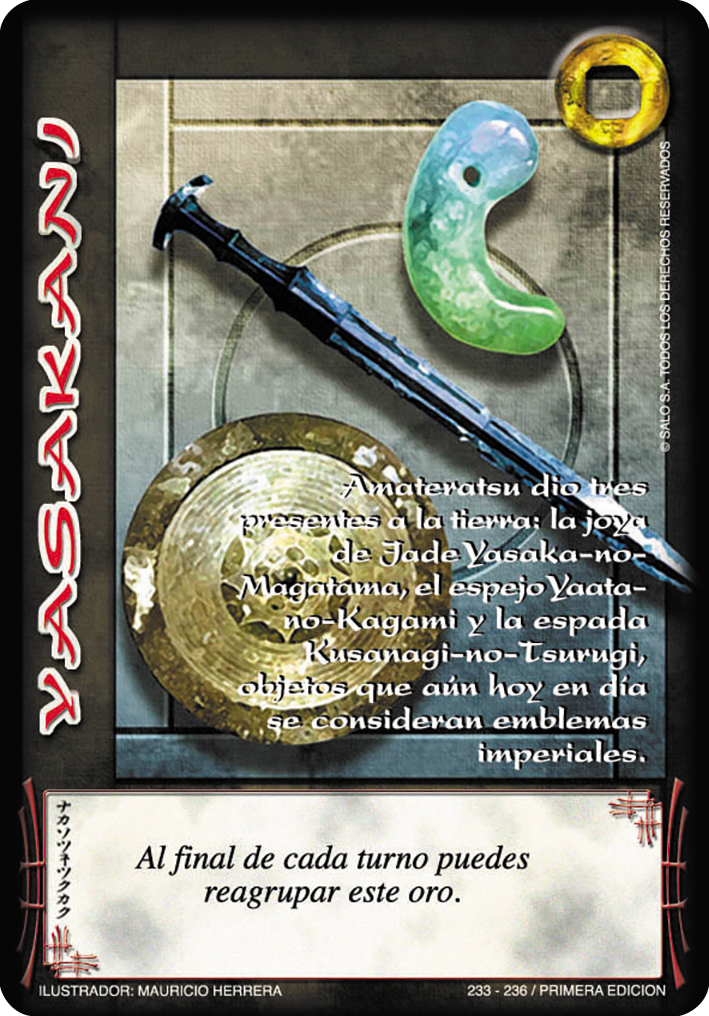 YASAKANI
© SALO S.A. TODOS LOS DERECHOS RESERVADOS
Amateratsu dio tres
presentes a la tierra: la joya
de Jade Yasaka-no-
Magatama, el espejo Yaata-
no-Kagami y la espada
Kusanagi-no-Tsurugi,
objetos que aún hoy en día
se consideran emblemas
imperiales.
ナカソツネツクカク
Al final de cada turno puedes
reagrupar este oro.
ILUSTRADOR: MAURICIO HERRERA
233 - 236 / PRIMERA EDICION